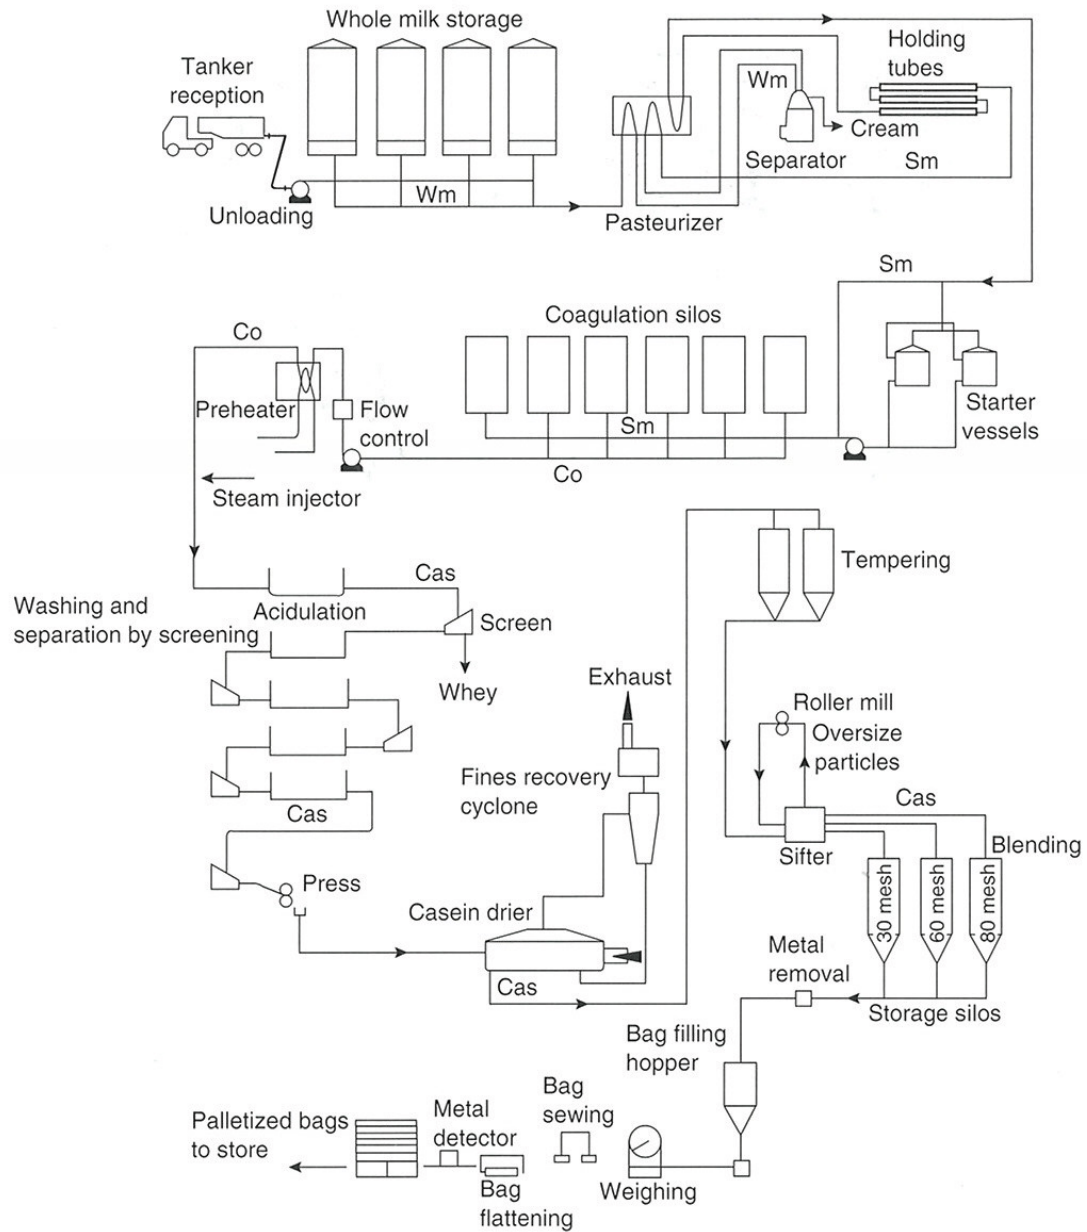 Whole milk storage
Tanker
reception
Holding
tubes
Wm
Cream
Separator
Sm
Wm
Unloading
Pasteurizer
Sm
Coagulation silos
Co
Preheater
Flow
control
Sm
Starter
vessels
Co
Steam injector
Tempering
Cas
Washing and
separation by screening
Acidulation
Screen
Whey
Exhaust
Roller mill
Oversize
particles
Fines recovery
cyclone
Cas
Cas
Sifter
Blending
30 mesh
60 mesh
80 mesh
Press
Casein drier
Cas
Metal
removal
Storage silos
Bag filling
hopper
Bag
sewing
Palletized bags
to store
Metal
detector
Weighing
Bag
flattening